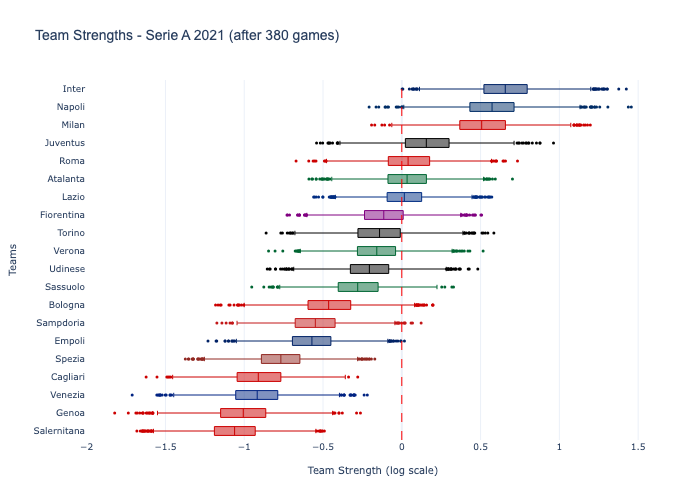 Team Strengths - Serie A 2021 (after 380 games)
Inter
Napoli
Milan
Juventus
Roma
Atalanta
Lazio
Fiorentina
Torino
Verona
Udinese
Sassuolo
Bologna
Sampdoria
Empoli
Spezia
Cagliari
Venezia
Genoa
Salernitana
Teams
−2 −1.5 −1 −0.5 0 0.5 1 1.5
Team Strength (log scale)